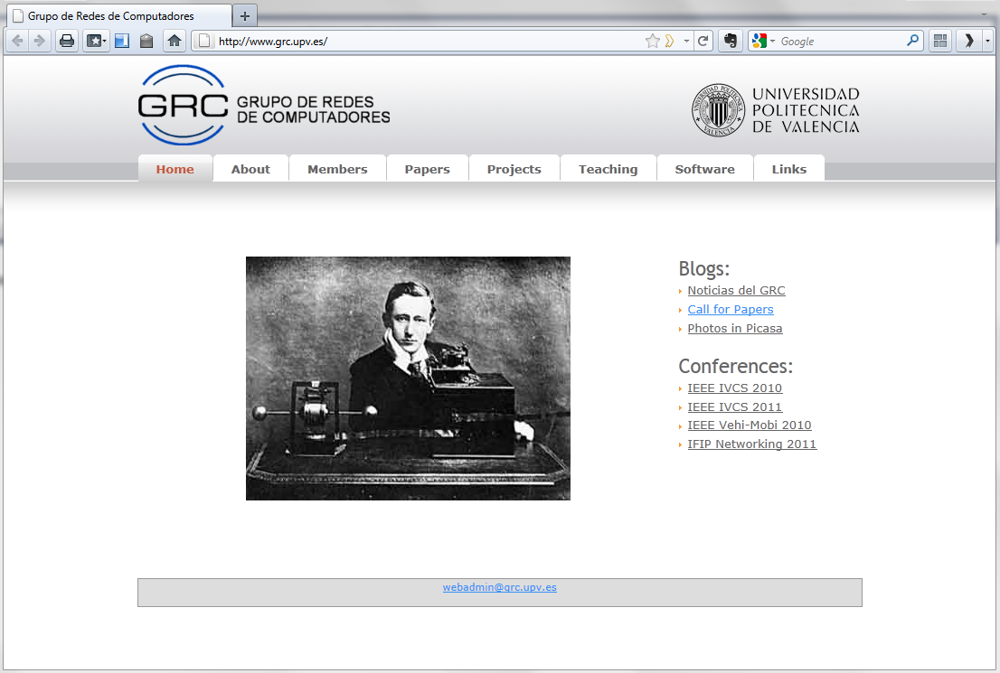 Grupo de Redes de Computadores
http://www.grc.upv.es/
Google
GRC
GRUPO DE REDES
DE COMPUTADORES
UNIVERSIDAD
POLITECNICA
DE VALENCIA
Home
About
Members
Papers
Projects
Teaching
Software
Links
Blogs:
Noticias del GRC
Call for Papers
Photos in Picasa
Conferences:
IEEE IVCS 2010
IEEE IVCS 2011
IEEE Vehi-Mobi 2010
IFIP Networking 2011
webadmin@grc.upv.es